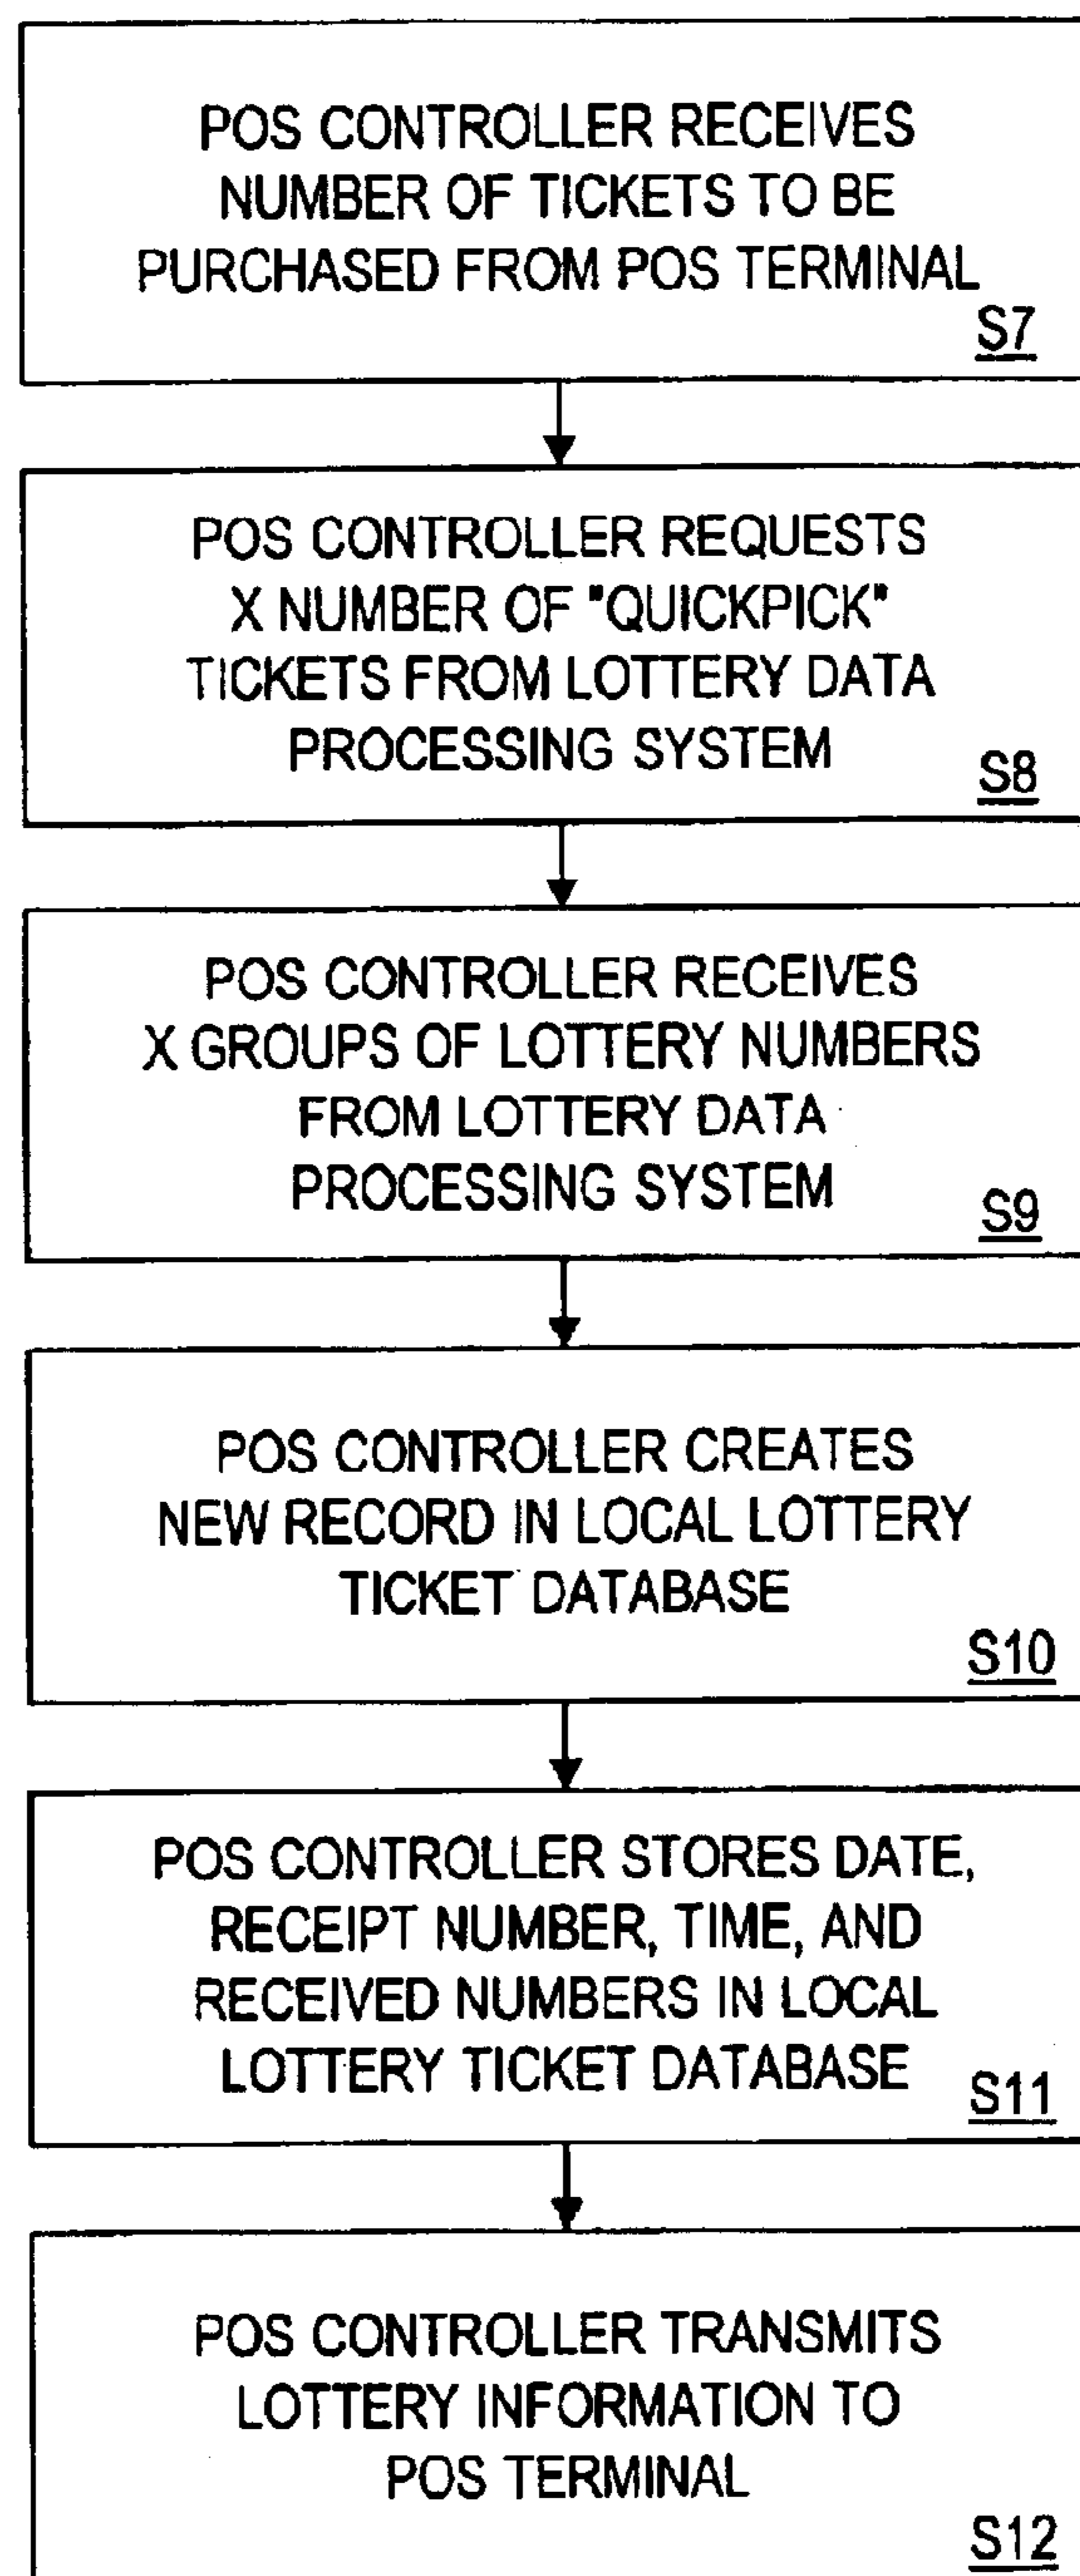 POS CONTROLLER RECEIVES
NUMBER OF TICKETS TO BE
PURCHASED FROM POS TERMINAL
S7
POS CONTROLLER REQUESTS
X NUMBER OF "QUICKPICK"
TICKETS FROM LOTTERY DATA
PROCESSING SYSTEM
S8
POS CONTROLLER RECEIVES
X GROUPS OF LOTTERY NUMBERS
FROM LOTTERY DATA
PROCESSING SYSTEM
S9
POS CONTROLLER CREATES
NEW RECORD IN LOCAL LOTTERY
TICKET DATABASE
S10
POS CONTROLLER STORES DATE,
RECEIPT NUMBER, TIME, AND
RECEIVED NUMBERS IN LOCAL
LOTTERY TICKET DATABASE
S11
POS CONTROLLER TRANSMITS
LOTTERY INFORMATION TO
POS TERMINAL
S12